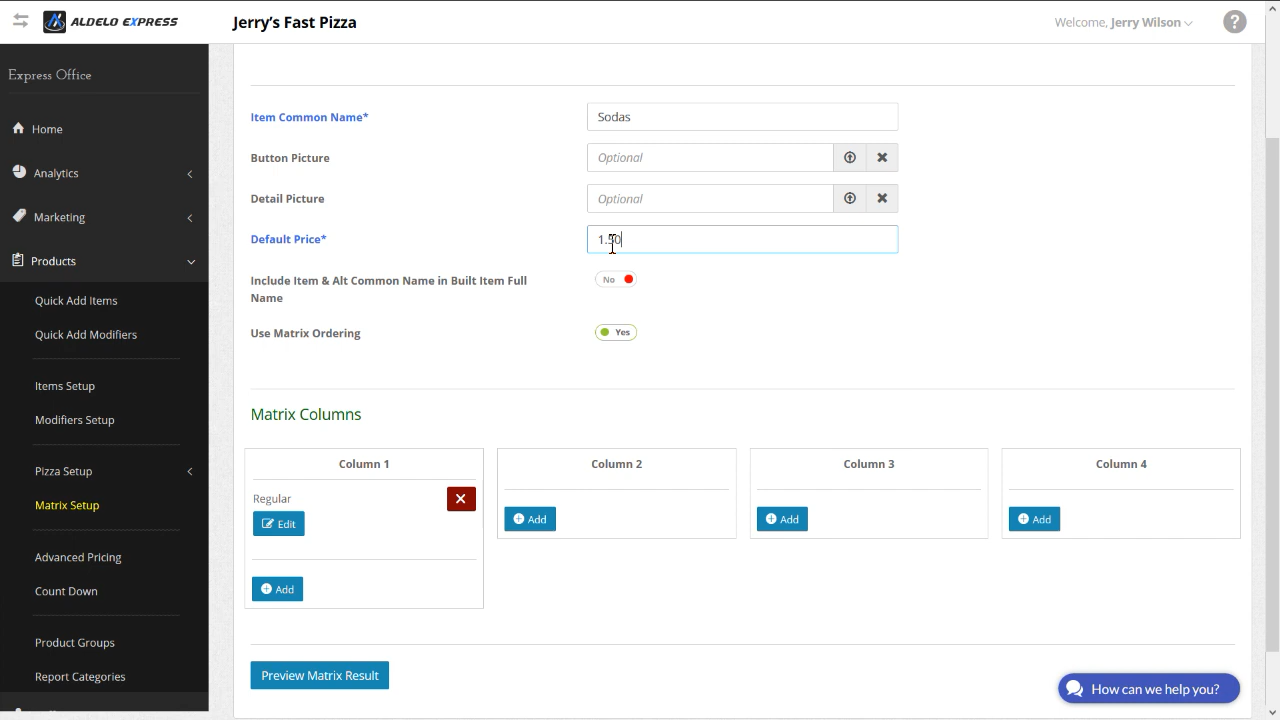 ALDELO EXPRESS
Jerry's Fast Pizza
Welcome, Jerry Wilson
?
Express Office
Home
Analytics
Marketing
Products
Quick Add Items
Quick Add Modifiers
Items Setup
Modifiers Setup
Pizza Setup
Matrix Setup
Advanced Pricing
Count Down
Product Groups
Report Categories
Item Common Name*
Sodas
Button Picture
Optional
Detail Picture
Optional
Default Price*
1.50
Include Item & Alt Common Name in Built Item Full
Name
No
Use Matrix Ordering
Yes
Matrix Columns
Column 1
Column 2
Column 3
Column 4
Regular
Edit
Add
Add
Add
Add
Preview Matrix Result
How can we help you?